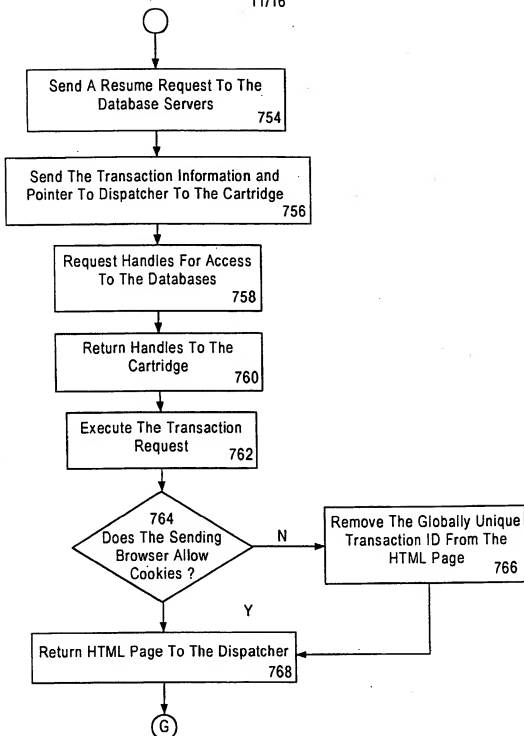 11/16
Send A Resume Request To The
Database Servers
754
Send The Transaction Information and
Pointer To Dispatcher To The Cartridge
756
Request Handles For Access
To The Databases
758
Return Handles To The
Cartridge
760
Execute The Transaction
Request
762
764
Does The Sending
Browser Allow
Cookies ?
N
Remove The Globally Unique
Transaction ID From The
HTML Page
766
Y
Return HTML Page To The Dispatcher
768
G